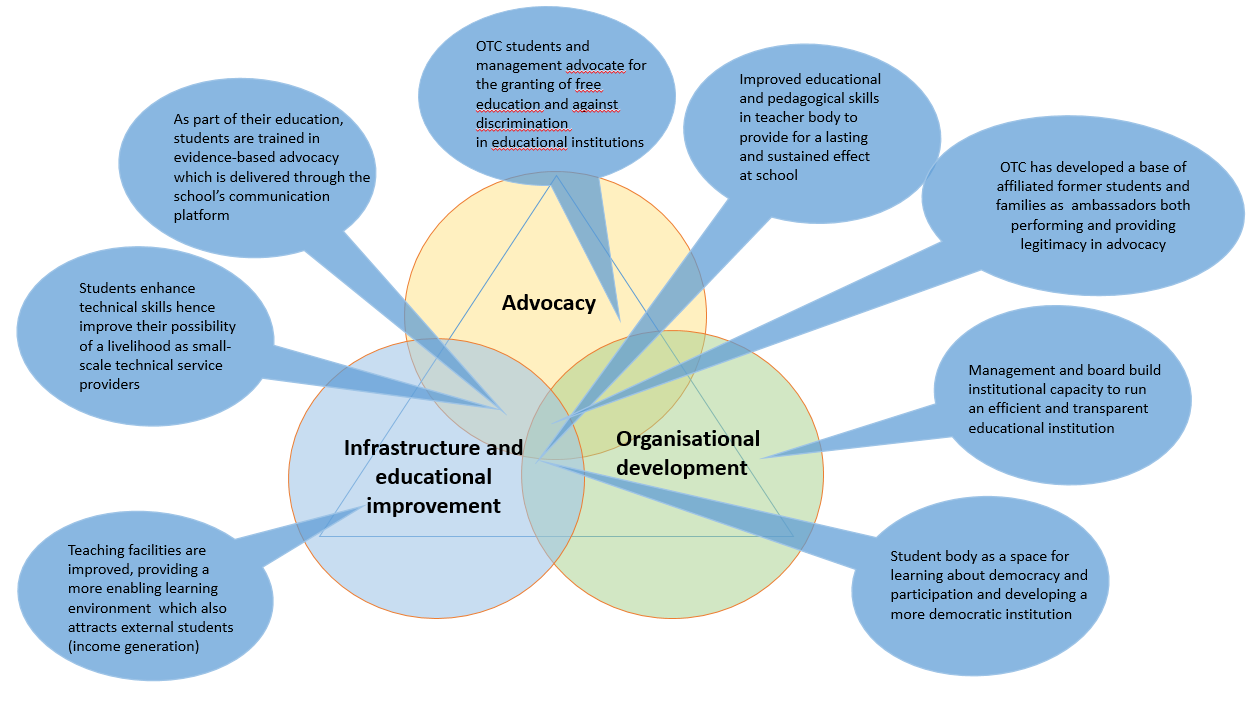 OTC students and
management advocate for
the granting of free
education and against
discrimination
in educational institutions
Improved educational
and pedagogical skills
in teacher body to
provide for a lasting
and sustained effect
at school
As part of their education,
students are trained in
evidence-based advocacy
which is delivered through the
school's communication
platform
OTC has developed a base of
affiliated former students and
families as ambassadors both
performing and providing
legitimacy in advocacy
Students enhance
technical skills hence
improve their possibility
of a livelihood as small-
scale technical service
providers
Advocacy
Management and board build
institutional capacity to run
an efficient and transparent
educational institution
Infrastructure and
educational
improvement
Organisational
development
Teaching facilities are
improved, providing a
more enabling learning
environment which also
attracts external students
(income generation)
Student body as a space for
learning about democracy and
participation and developing a
more democratic institution